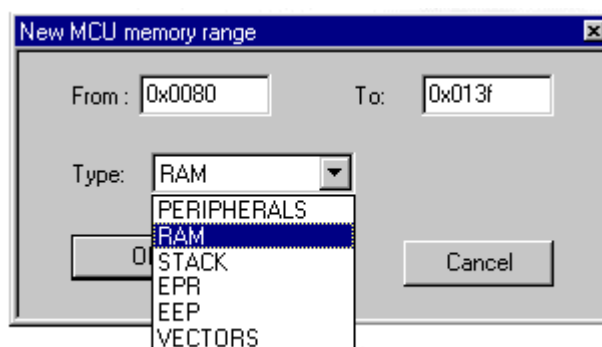 New MCU memory range
From : 0x0080 To: 0x013f
Type: RAM
PERIPHERALS
RAM
STACK
EPR
EEP
VECTORS
Cancel